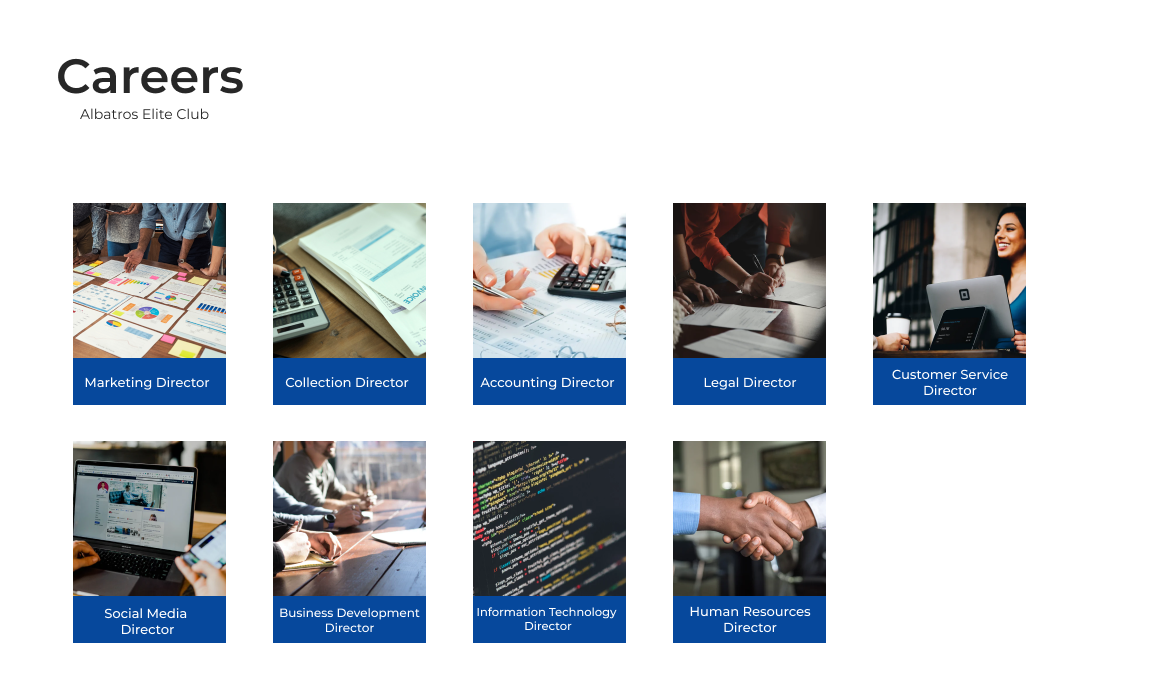 Careers
Albatros Elite Club
Marketing Director
Collection Director
INVOICE
Accounting Director
Legal Director
Customer Service
Director
Social Media
Director
Business Development
Director
Information Technology
Director
Human Resources
Director